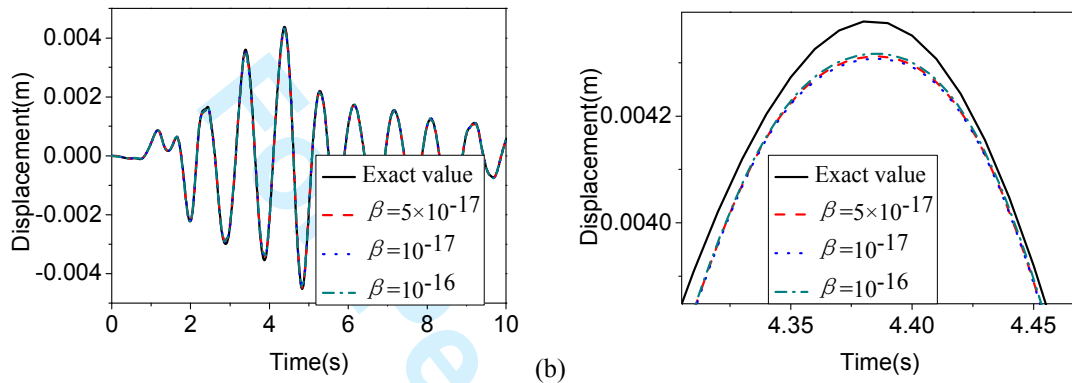 0.004
0.002
0.000
-0.002
-0.004
Displacement(m)
Exact value
β=5×10-17
β=10-17
β=10-16
0 2 4 6 8 10
Time(s)
(b)
0.0042
0.0040
Displacement(m)
Exact value
β=5×10-17
β=10-17
β=10-16
4.35 4.40 4.45
Time(s)